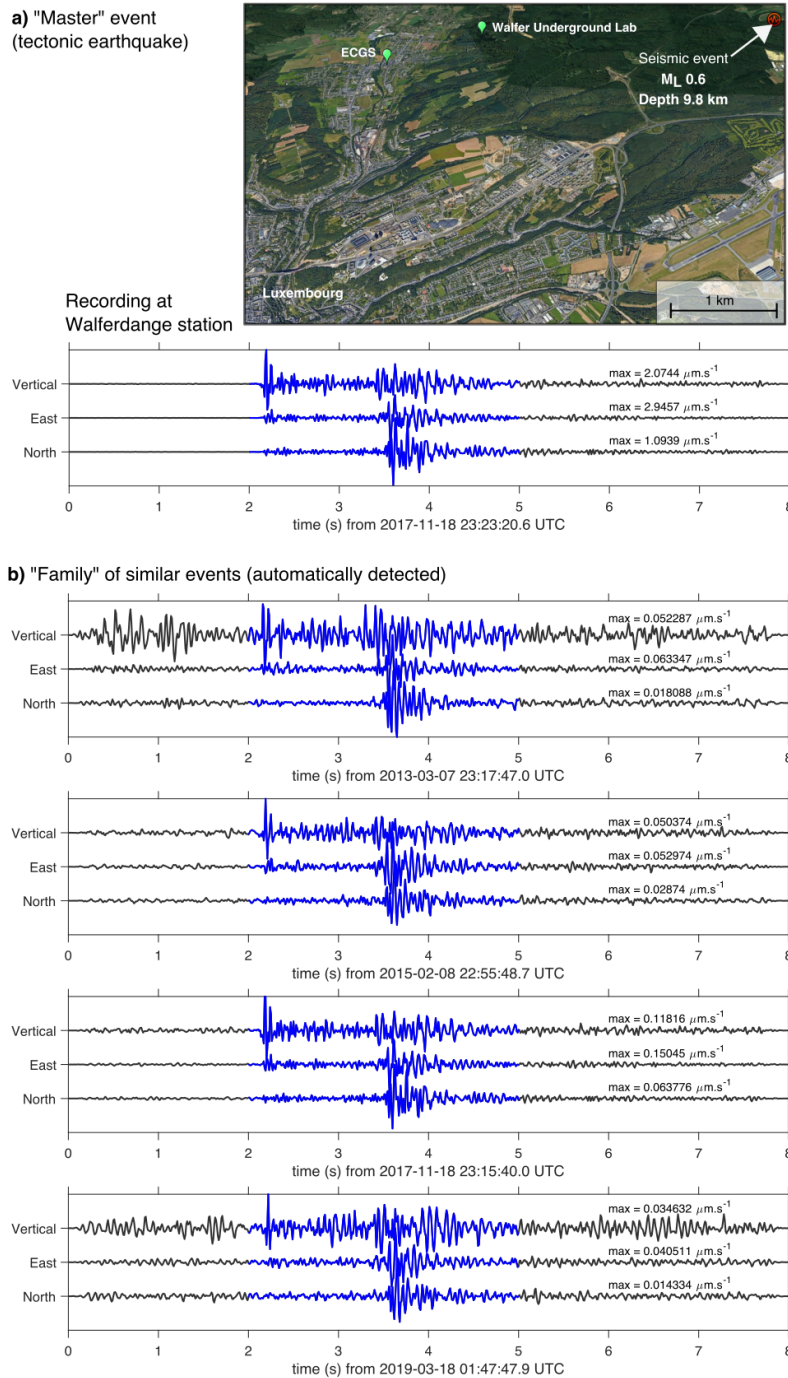 a) "Master" event
(tectonic earthquake)
Walfer Underground Lab
ECGS
Seismic event
ML 0.6
Depth 9.8 km
Luxembourg
1 km
Recording at
Walferdange station
Vertical
max = 2.0744 μm.s-1
East
max = 2.9457 μm.s-1
North
max = 1.0939 μm.s-1
0 1 2 3 4 5 6 7 8
time (s) from 2017-11-18 23:23:20.6 UTC
b) "Family" of similar events (automatically detected)
Vertical
max = 0.052287 μm.s-1
East
max = 0.063347 μm.s-1
North
max = 0.018088 μm.s-1
0 1 2 3 4 5 6 7 8
time (s) from 2013-03-07 23:17:47.0 UTC
Vertical
max = 0.050374 μm.s-1
East
max = 0.052974 μm.s-1
North
max = 0.02874 μm.s-1
0 1 2 3 4 5 6 7 8
time (s) from 2015-02-08 22:55:48.7 UTC
Vertical
max = 0.11816 μm.s-1
East
max = 0.15045 μm.s-1
North
max = 0.063776 μm.s-1
0 1 2 3 4 5 6 7 8
time (s) from 2017-11-18 23:15:40.0 UTC
Vertical
max = 0.034632 μm.s-1
East
max = 0.040511 μm.s-1
North
max = 0.014334 μm.s-1
0 1 2 3 4 5 6 7 8
time (s) from 2019-03-18 01:47:47.9 UTC